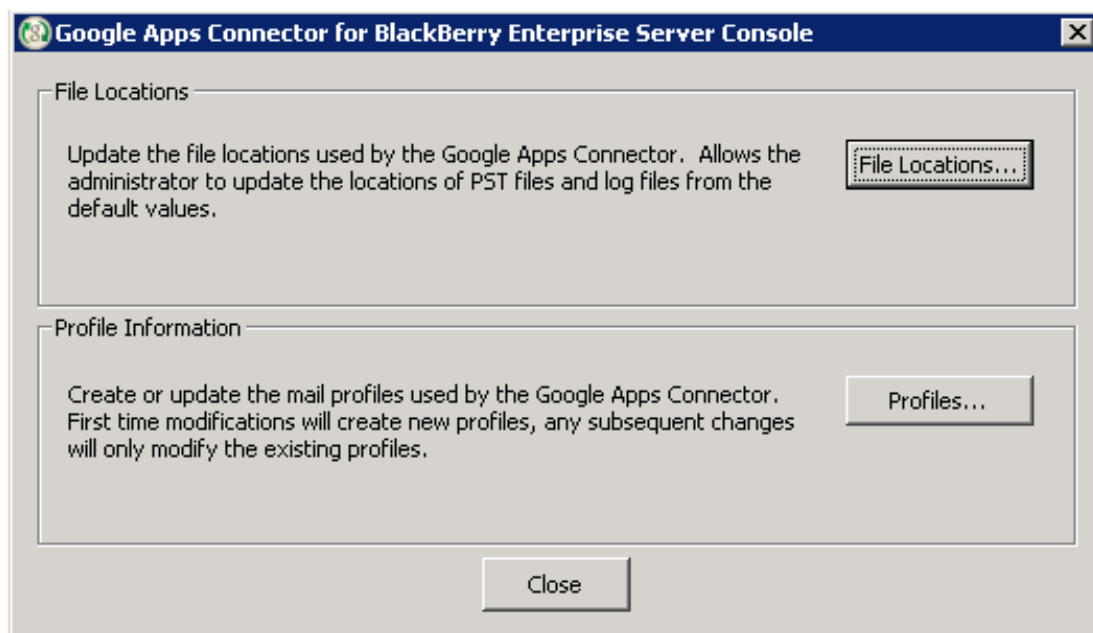 Google Apps Connector for BlackBerry Enterprise Server Console
File Locations
Update the file locations used by the Google Apps Connector.  Allows the
administrator to update the locations of PST files and log files from the
default values.
File Locations...
Profile Information
Create or update the mail profiles used by the Google Apps Connector.
First time modifications will create new profiles, any subsequent changes
will only modify the existing profiles.
Profiles...
Close